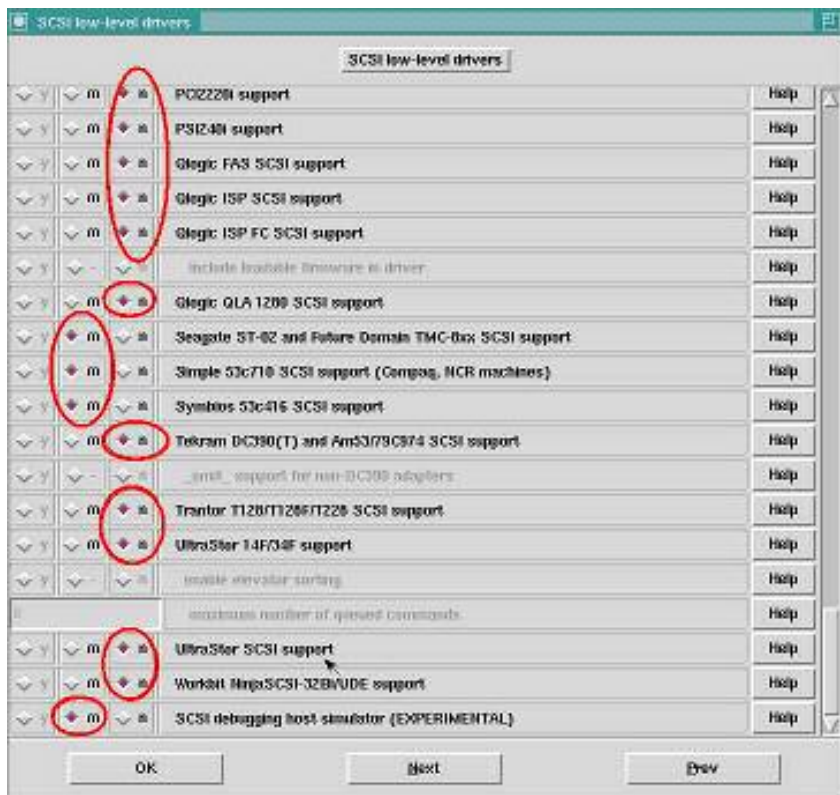 SCSI low-level drivers
SCSI low-level drivers
y m n PCI2220i support Help
y m n PSI240i support Help
y m n Qlogic FAS SCSI support Help
y m n Qlogic ISP SCSI support Help
y m n Qlogic ISP FC SCSI support Help
y - n include loadable firmware in driver Help
y m n Qlogic QLA 1280 SCSI support Help
y m n Seagate ST-02 and Future Domain TMC-8xx SCSI support Help
y m n Simple 53c710 SCSI support (Compaq, NCR machines) Help
y m n Symbios 53c416 SCSI support Help
y m n Tekram DC390(T) and Am53/79C974 SCSI support Help
y - n _omit_ support for non-DC390 adapters Help
y m n Trantor T128/T128F/T228 SCSI support Help
y m n UltraStor 14F/34F support Help
y - n enable elevator sorting Help
8 maximum number of queued commands Help
y m n UltraStor SCSI support Help
y m n Workbit NinjaSCSI-32Bi/UDE support Help
y m n SCSI debugging host simulator (EXPERIMENTAL) Help
OK Next Prev